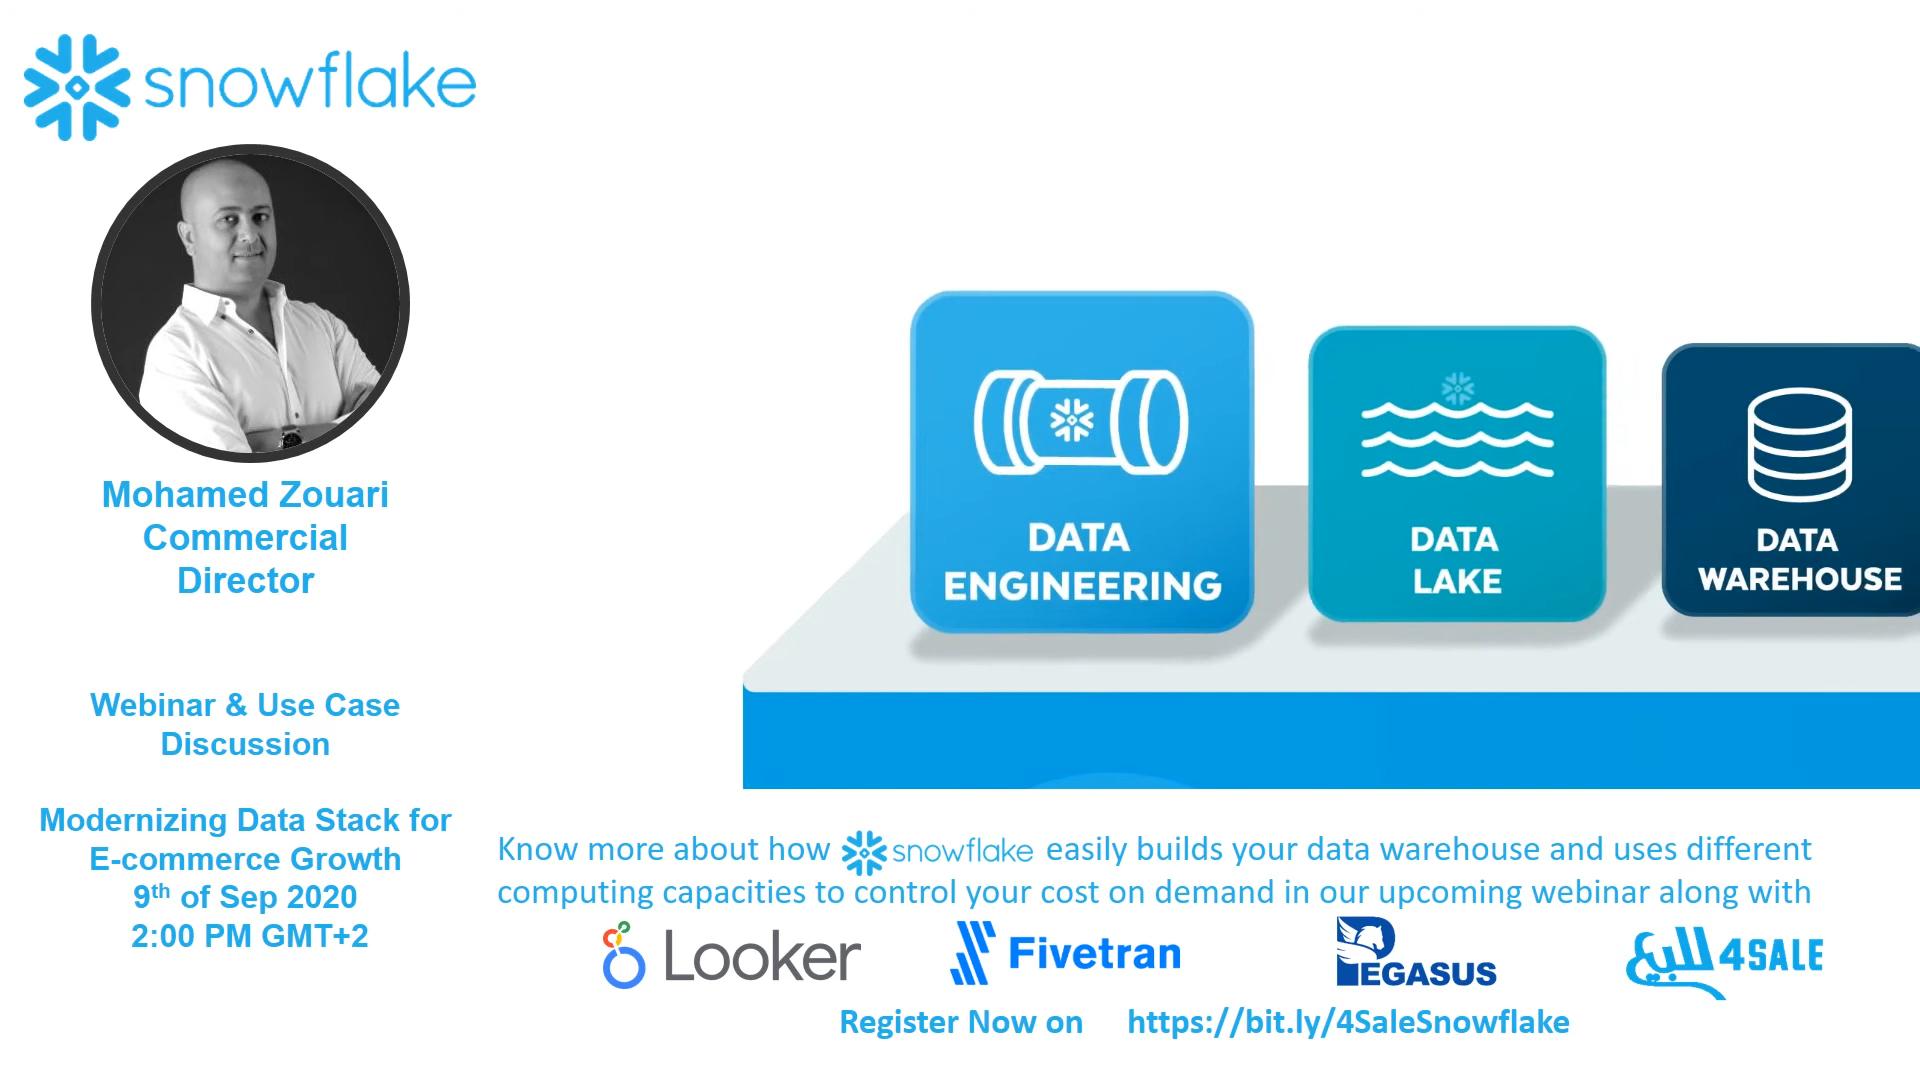 snowflake
Mohamed Zouari
Commercial
Director
Webinar & Use Case
Discussion
Modernizing Data Stack for
E-commerce Growth
9th of Sep 2020
2:00 PM GMT+2
DATA
ENGINEERING
DATA
LAKE
DATA
WAREHOUSE
Know more about how snowflake easily builds your data warehouse and uses different
computing capacities to control your cost on demand in our upcoming webinar along with
Looker
Fivetran
PEGASUS
للبيع 4SALE
Register Now on https://bit.ly/4SaleSnowflake